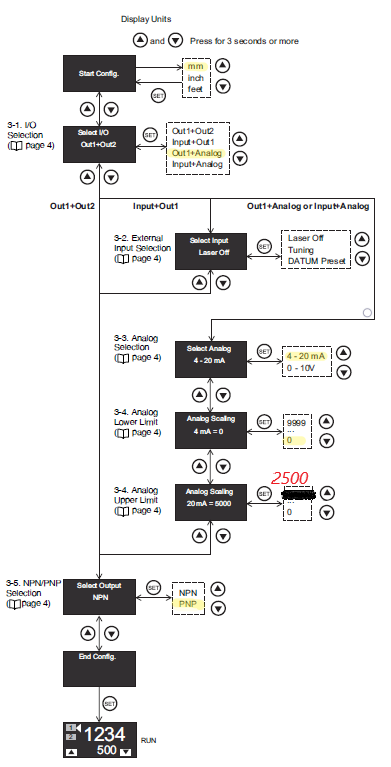 Display Units
and Press for 3 seconds or more
Start Config.
mm
inch
feet
SET
3-1. I/O
Selection
( page 4)
Select I/O
Out1+Out2
SET
Out1+Out2
Input+Out1
Out1+Analog
Input+Analog
Out1+Out2 Input+Out1 Out1+Analog or Input+Analog
3-2. External
Input Selection
( page 4)
Select Input
Laser Off
SET
Laser Off
Tuning
DATUM Preset
3-3. Analog
Selection
( page 4)
Select Analog
4 - 20 mA
SET
4 - 20 mA
0 - 10V
3-4. Analog
Lower Limit
( page 4)
Analog Scaling
4 mA = 0
SET
9999
...
0
2500
3-4. Analog
Upper Limit
( page 4)
Analog Scaling
20 mA = 5000
SET
...
0
3-5. NPN/PNP
Selection
( page 4)
Select Output
NPN
SET
NPN
PNP
End Config.
SET
1 1234
2 500
RUN